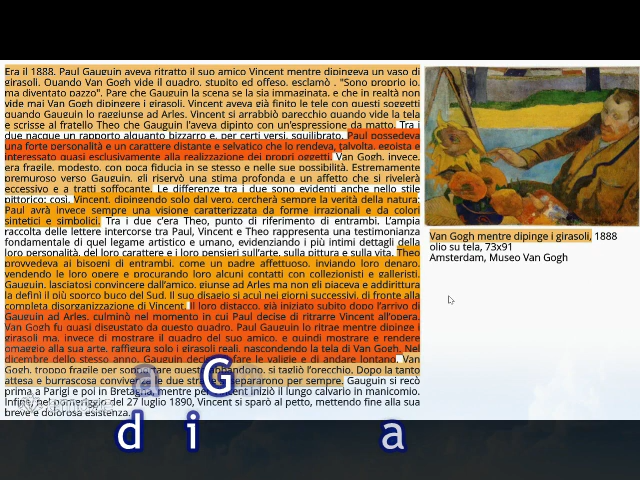 Era il 1888. Paul Gauguin aveva ritratto il suo amico Vincent mentre dipingeva un vaso di
girasoli. Quando Van Gogh vide il quadro, stupito ed offeso, esclamò . "Sono proprio io,
ma diventato pazzo". Pare che Gauguin la scena se la sia immaginata, e che in realtà non
vide mai Van Gogh dipingere i girasoli. Vincent aveva già finito le tele con questi soggetti
quando Gauguin lo raggiunse ad Arles. Vincent si arrabbiò parecchio quando vide la tela
e scrisse al fratello Theo che Gauguin l'aveva dipinto con un'espressione da matto. Tra i
due nacque un rapporto alquanto bizzarro e, per certi versi, squilibrato. Paul possedeva
una forte personalità e un carattere distante e selvatico che lo rendeva, talvolta, egoista e
interessato quasi esclusivamente alla realizzazione dei propri oggetti. Van Gogh, invece,
era fragile, modesto, con poca fiducia in se stesso e nelle sue possibilità. Estremamente
premuroso verso Gauguin, gli riservò una stima profonda e un affetto che si rivelerà
eccessivo e a tratti soffocante. Le differenze tra i due sono evidenti anche nello stile
pittorico: così, Vincent, dipingendo solo dal vero, cercherà sempre la verità della natura;
Paul avrà invece sempre una visione caratterizzata da forme irrazionali e da colori
sintetici e simbolici. Tra i due c'era Theo, punto di riferimento di entrambi. L'ampia
raccolta delle lettere intercorse tra Paul, Vincent e Theo rappresenta una testimonianza
fondamentale di quel legame artistico e umano, evidenziando i più intimi dettagli della
loro personalità, del loro carattere e i loro pensieri sull'arte, sulla pittura e sulla vita. Theo
provvedeva ai bisogni di entrambi, come un padre affettuoso, inviando loro denaro,
vendendo le loro opere e procurando loro alcuni contatti con collezionisti e galleristi.
Gauguin, lasciatosi convincere dall'amico, giunse ad Arles ma non gli piaceva e addirittura
la definì il più sporco buco del Sud. Il suo disagio si acuì nei giorni successivi, di fronte alla
completa disorganizzazione di Vincent. Il loro distacco, già iniziato subito dopo l'arrivo di
Gauguin ad Arles, culminò nel momento in cui Paul decise di ritrarre Vincent all'opera.
Van Gogh fu quasi disgustato da questo quadro. Paul Gauguin lo ritrae mentre dipinge i
girasoli ma, invece di mostrare il quadro del suo amico, e quindi mostrare e rendere
omaggio alla sua arte, raffigura solo i girasoli reali, nascondendo la tela di Van Gogh. Nel
dicembre dello stesso anno, Gauguin decise di fare le valigie e di andare lontano. Van
Gogh, troppo fragile per sopportare questo abbandono, si tagliò l'orecchio. Dopo la tanto
attesa e burrascosa convivenza le due strade si separarono per sempre. Gauguin si recò
prima a Parigi e poi in Bretagna, mentre per Vincent iniziò il lungo calvario in manicomio.
Infine, nel pomeriggio del 27 luglio 1890, Vincent si sparò al petto, mettendo fine alla sua
breve e dolorosa esistenza.
Van Gogh mentre dipinge i girasoli, 1888
olio su tela, 73x91
Amsterdam, Museo Van Gogh
a G
d i a